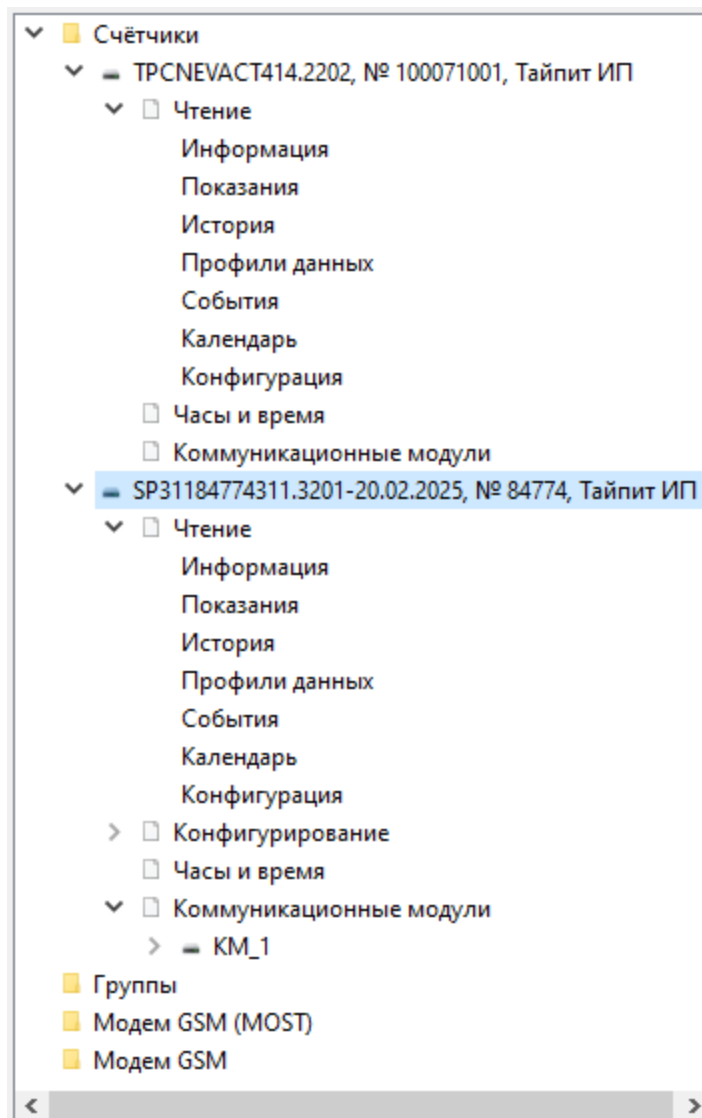 Счётчики
TPCNEVACT414.2202, № 100071001, Тайпит ИП
Чтение
Информация
Показания
История
Профили данных
События
Календарь
Конфигурация
Часы и время
Коммуникационные модули
SP31184774311.3201-20.02.2025, № 84774, Тайпит ИП
Чтение
Информация
Показания
История
Профили данных
События
Календарь
Конфигурация
Конфигурирование
Часы и время
Коммуникационные модули
КМ_1
Группы
Модем GSM (MOST)
Модем GSM